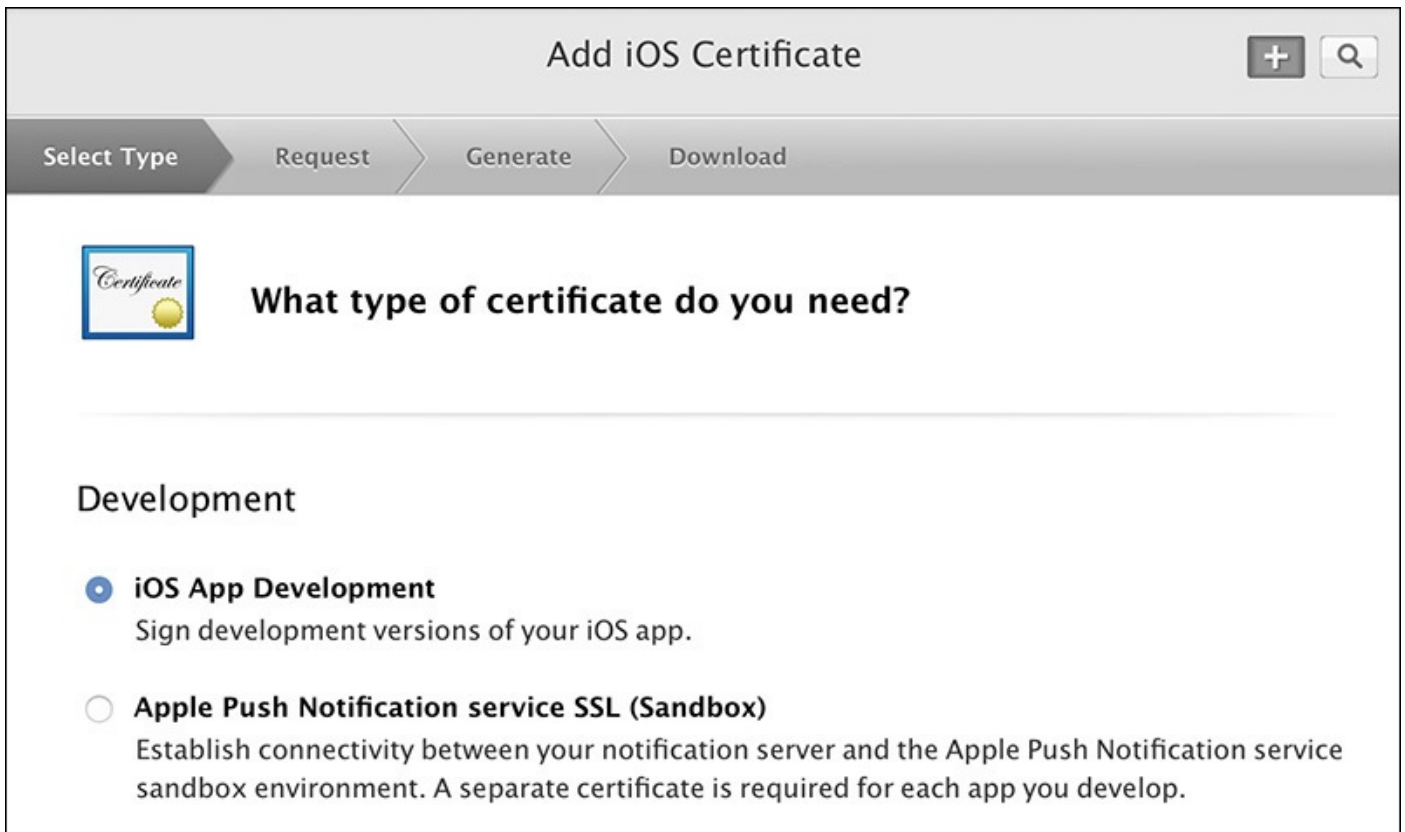 Add iOS Certificate
Select Type
Request
Generate
Download
Certificate
What type of certificate do you need?
Development
iOS App Development
Sign development versions of your iOS app.
Apple Push Notification service SSL (Sandbox)
Establish connectivity between your notification server and the Apple Push Notification service
sandbox environment. A separate certificate is required for each app you develop.